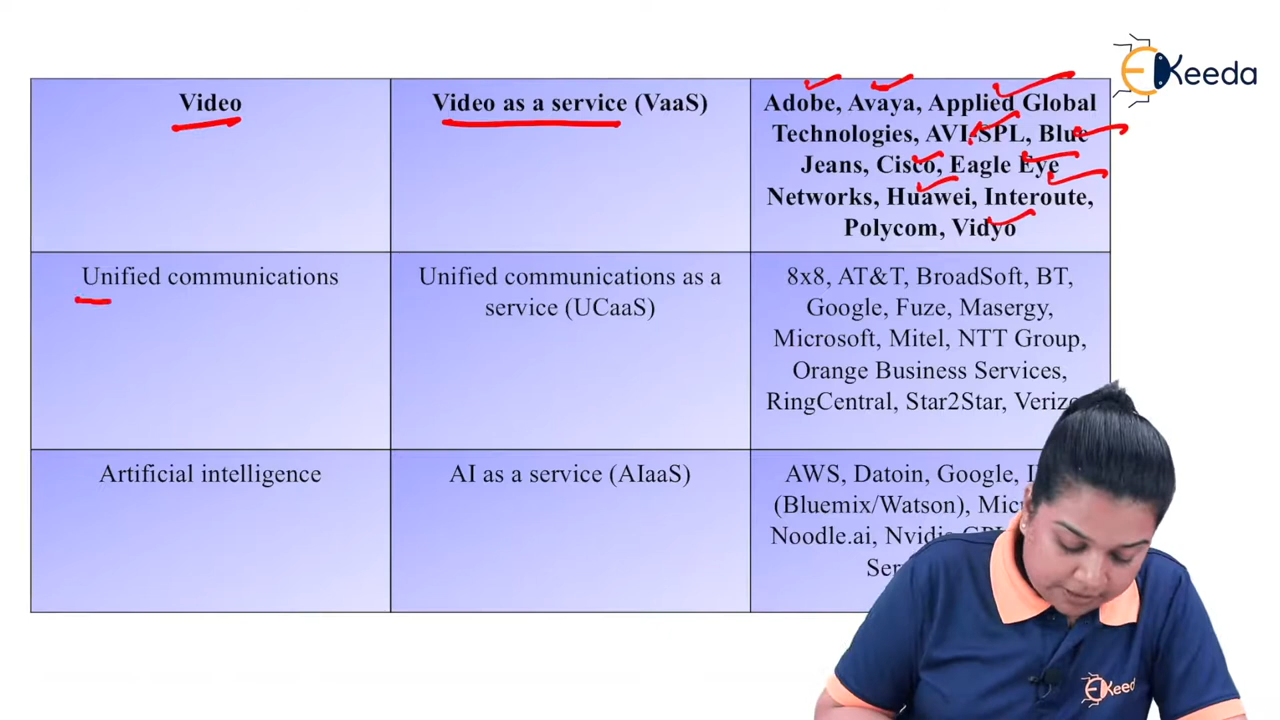 EKeeda
Video
Video as a service (VaaS)
Adobe, Avaya, Applied Global
Technologies, AVI-SPL, Blue
Jeans, Cisco, Eagle Eye
Networks, Huawei, Interoute,
Polycom, Vidyo
Unified communications
Unified communications as a
service (UCaaS)
8x8, AT&T, BroadSoft, BT,
Google, Fuze, Masergy,
Microsoft, Mitel, NTT Group,
Orange Business Services,
RingCentral, Star2Star,
Artificial intelligence
AI as a service (AIaaS)
AWS, Datoin, Google,
(Bluemix/Watson),
Noodle.ai,
EKeeda